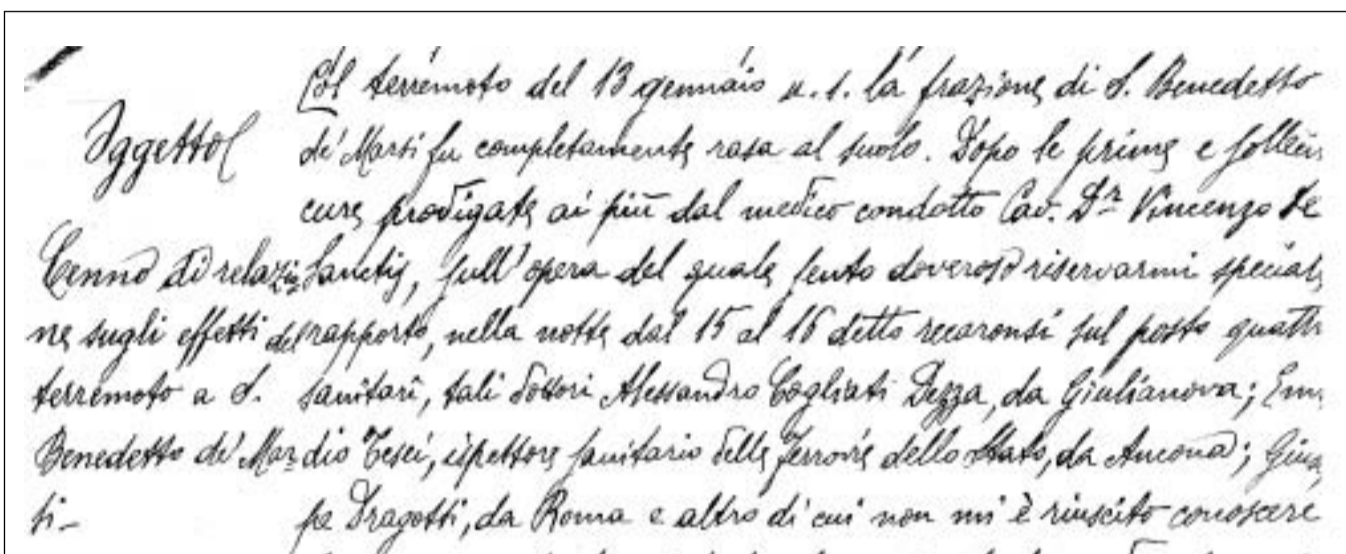 Oggetto
Cenno di relazio
ne sugli effetti del
terremoto a S.
Benedetto de' Mar=
si-
Col terremoto del 13 gennaio u. s. la frazione di S. Benedetto
de' Marsi fu completamente rasa al suolo. Dopo le prime e
cure prodigate ai più dal medico condotto Cav. Dr Vincenzo de
Sanctis, sull'opera del quale sento doveroso riservarmi special
rapporto, nella notte dal 15 al 16 detto recaronsi sul posto quattr
sanitari, tali dottori Alessandro Cogliati Dezza, da Giulianova;
dio Tesei, ispettore sanitario delle Ferrovie dello Stato, da Ancona; Giusep
pe Dragotti, da Roma e altro di cui non mi è riuscito conoscere